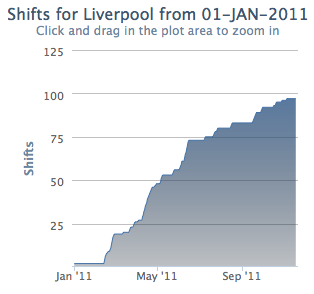 Shifts for Liverpool from 01-JAN-2011
Click and drag in the plot area to zoom in
125
100
75
50
25
Shifts
Jan '11
May '11
Sep '11